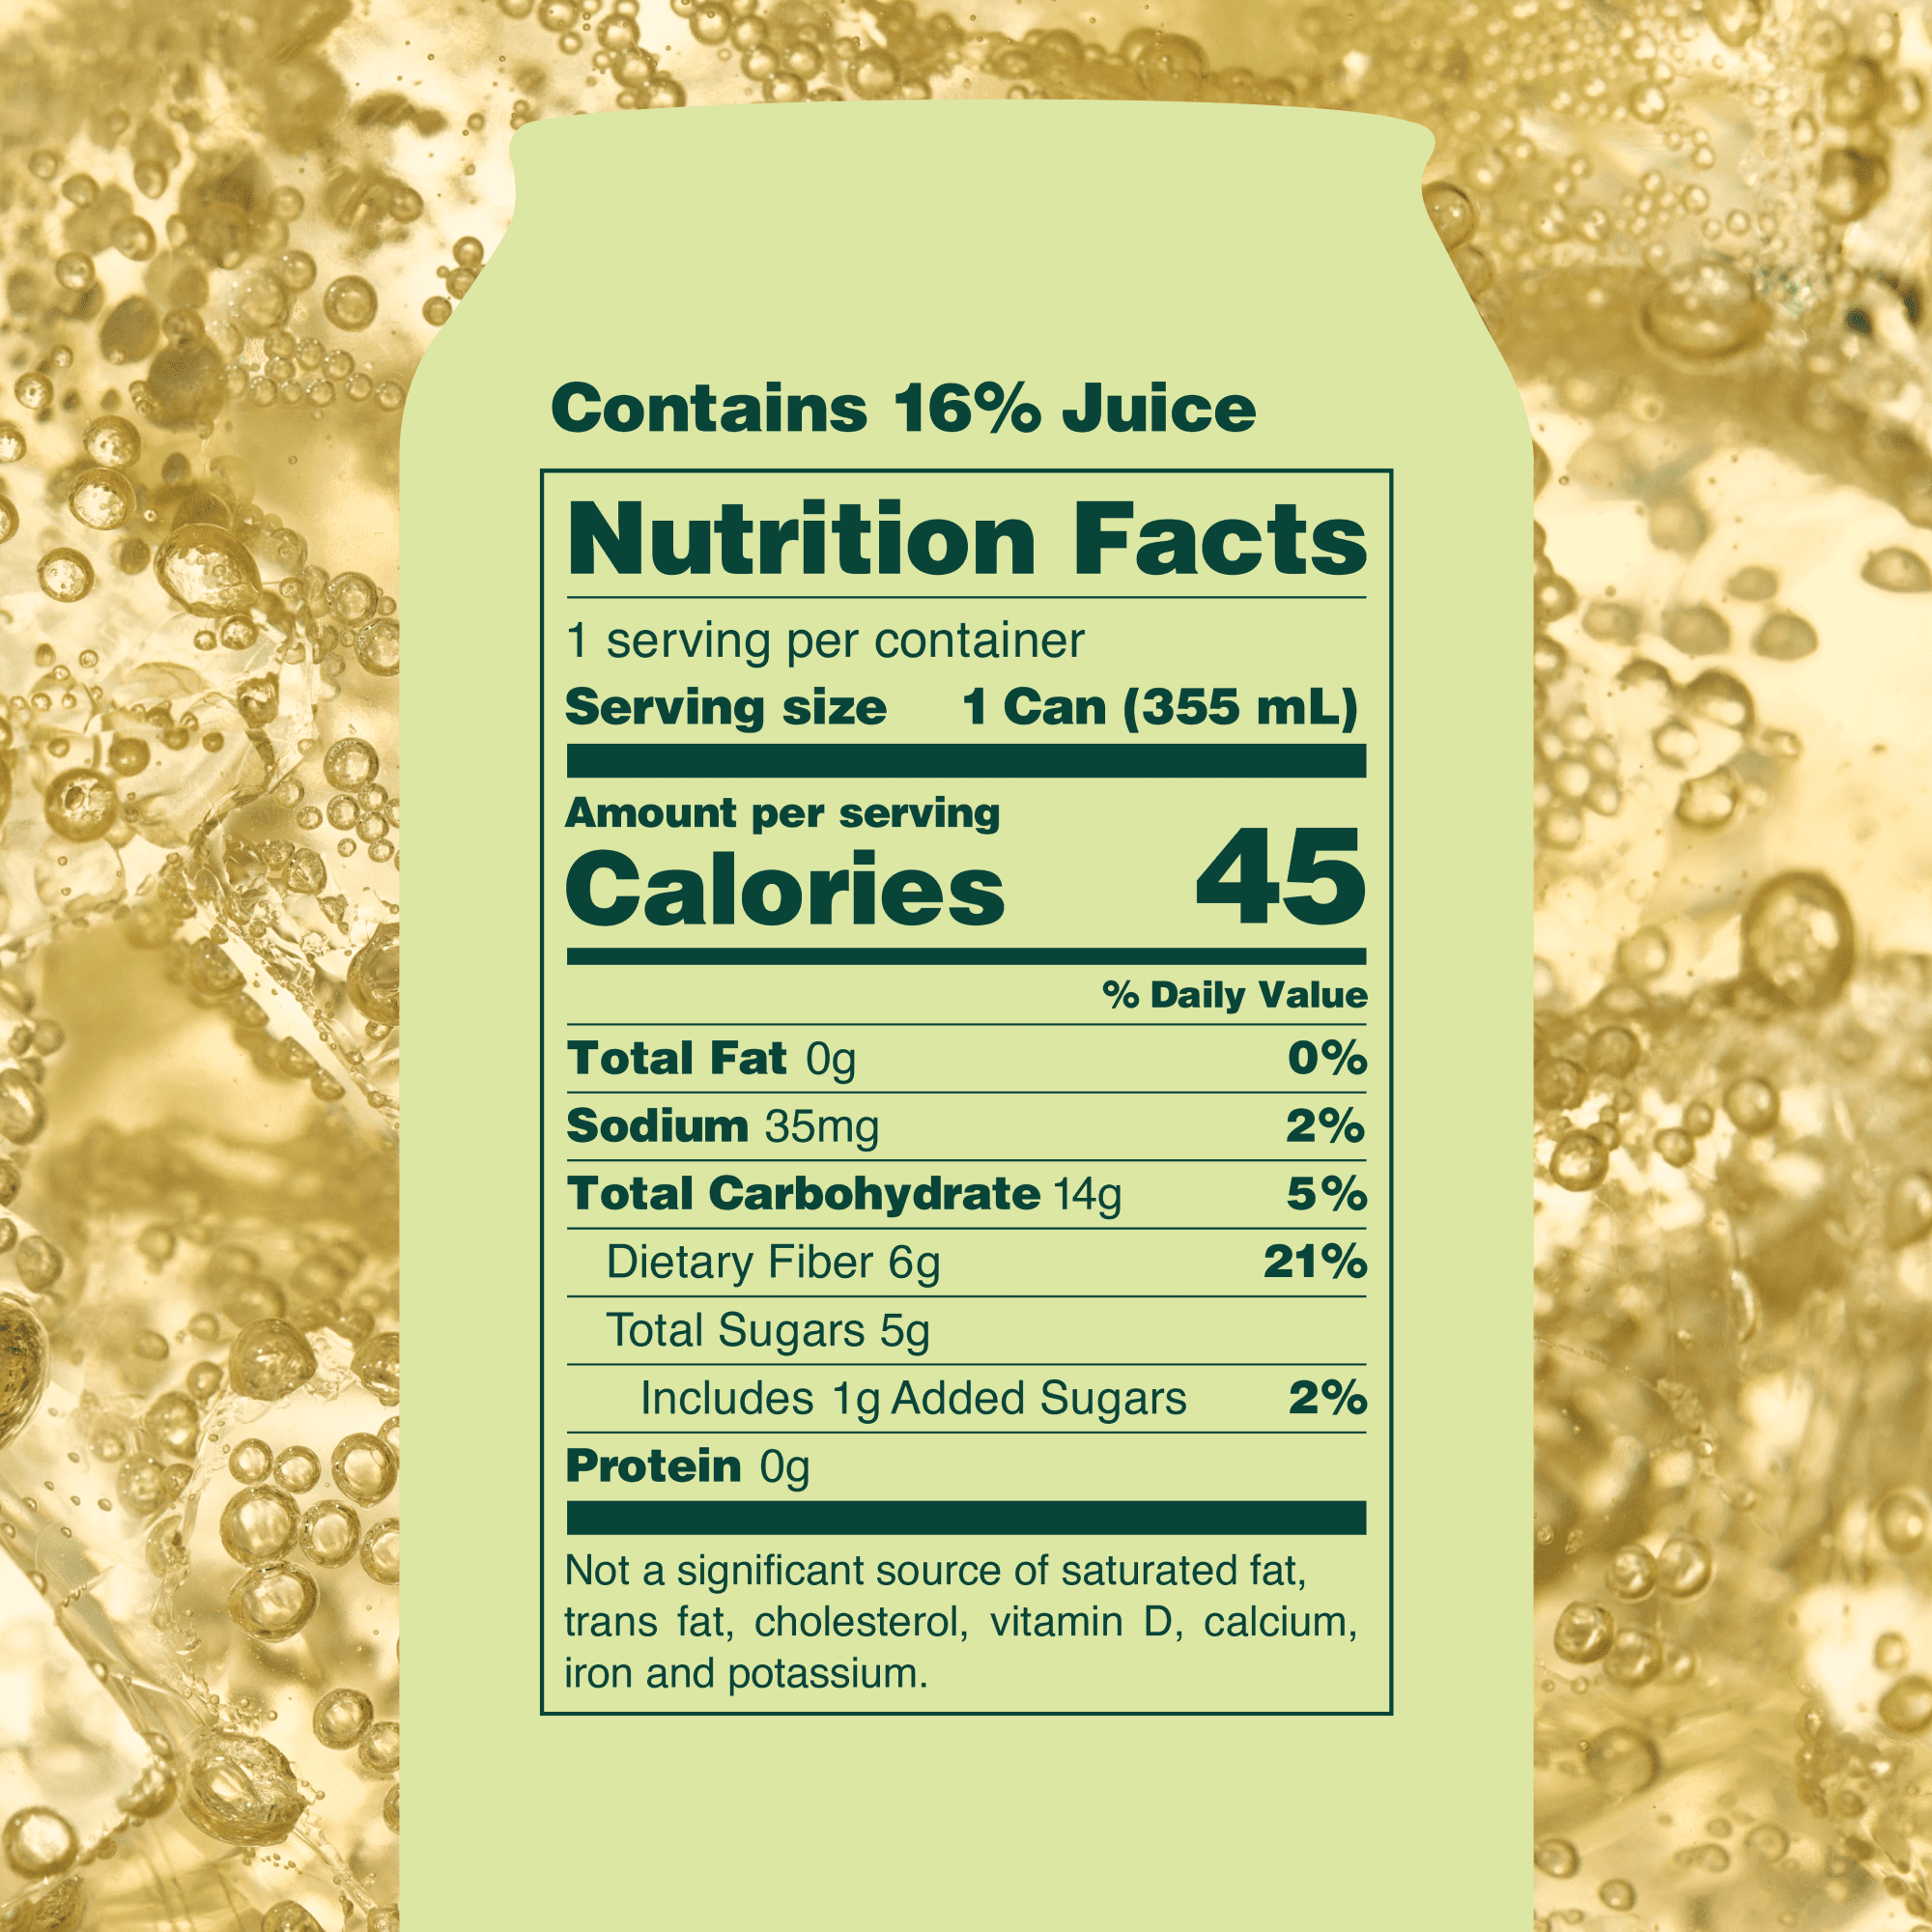 Contains 16% Juice
Nutrition Facts
1 serving per container
Serving size 1 Can (355 mL)
Amount per serving
Calories 45
% Daily Value
Total Fat 0g 0%
Sodium 35mg 2%
Total Carbohydrate 14g 5%
Dietary Fiber 6g 21%
Total Sugars 5g
Includes 1g Added Sugars 2%
Protein 0g
Not a significant source of saturated fat,
trans fat, cholesterol, vitamin D, calcium,
iron and potassium.